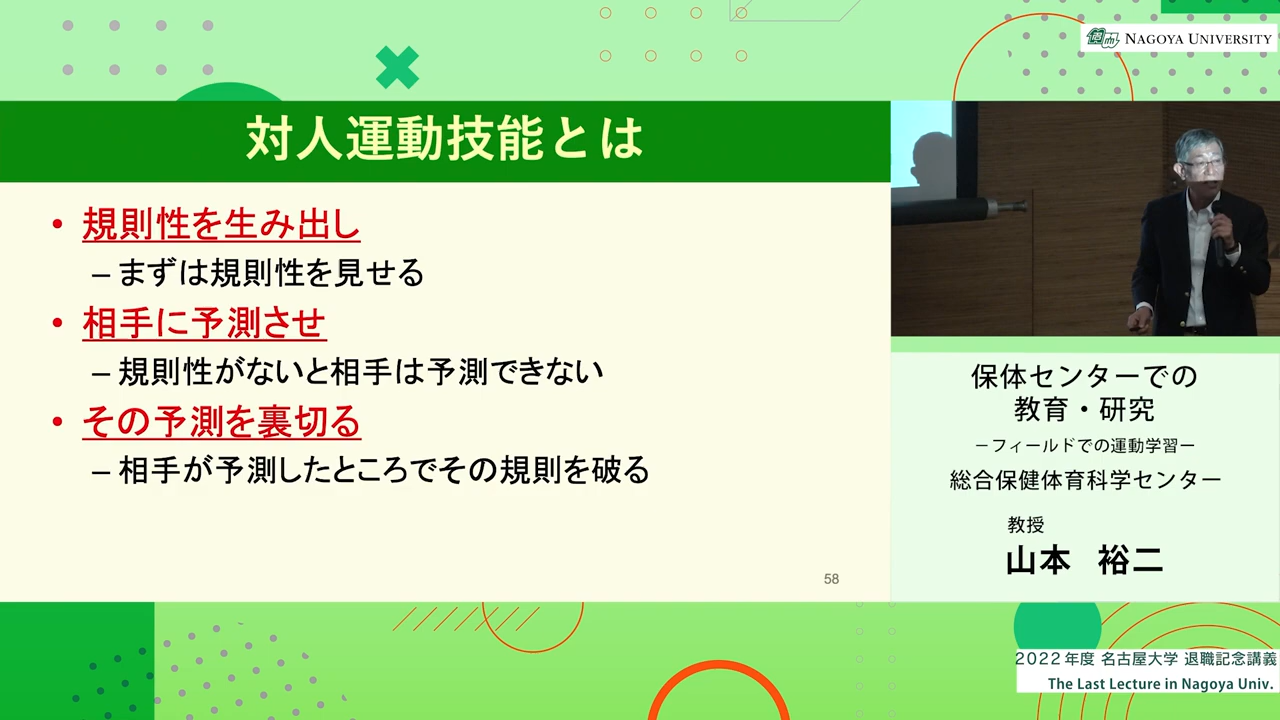 NAGOYA UNIVERSITY
対人運動技能とは
• 規則性を生み出し
– まずは規則性を見せる
• 相手に予測させ
– 規則性がないと相手は予測できない
• その予測を裏切る
– 相手が予測したところでその規則を破る
58
保体センターでの
教育・研究
－フィールドでの運動学習ー
総合保健体育科学センター
教授
山本 裕二
2022年度 名古屋大学 退職記念講義
The Last Lecture in Nagoya Univ.